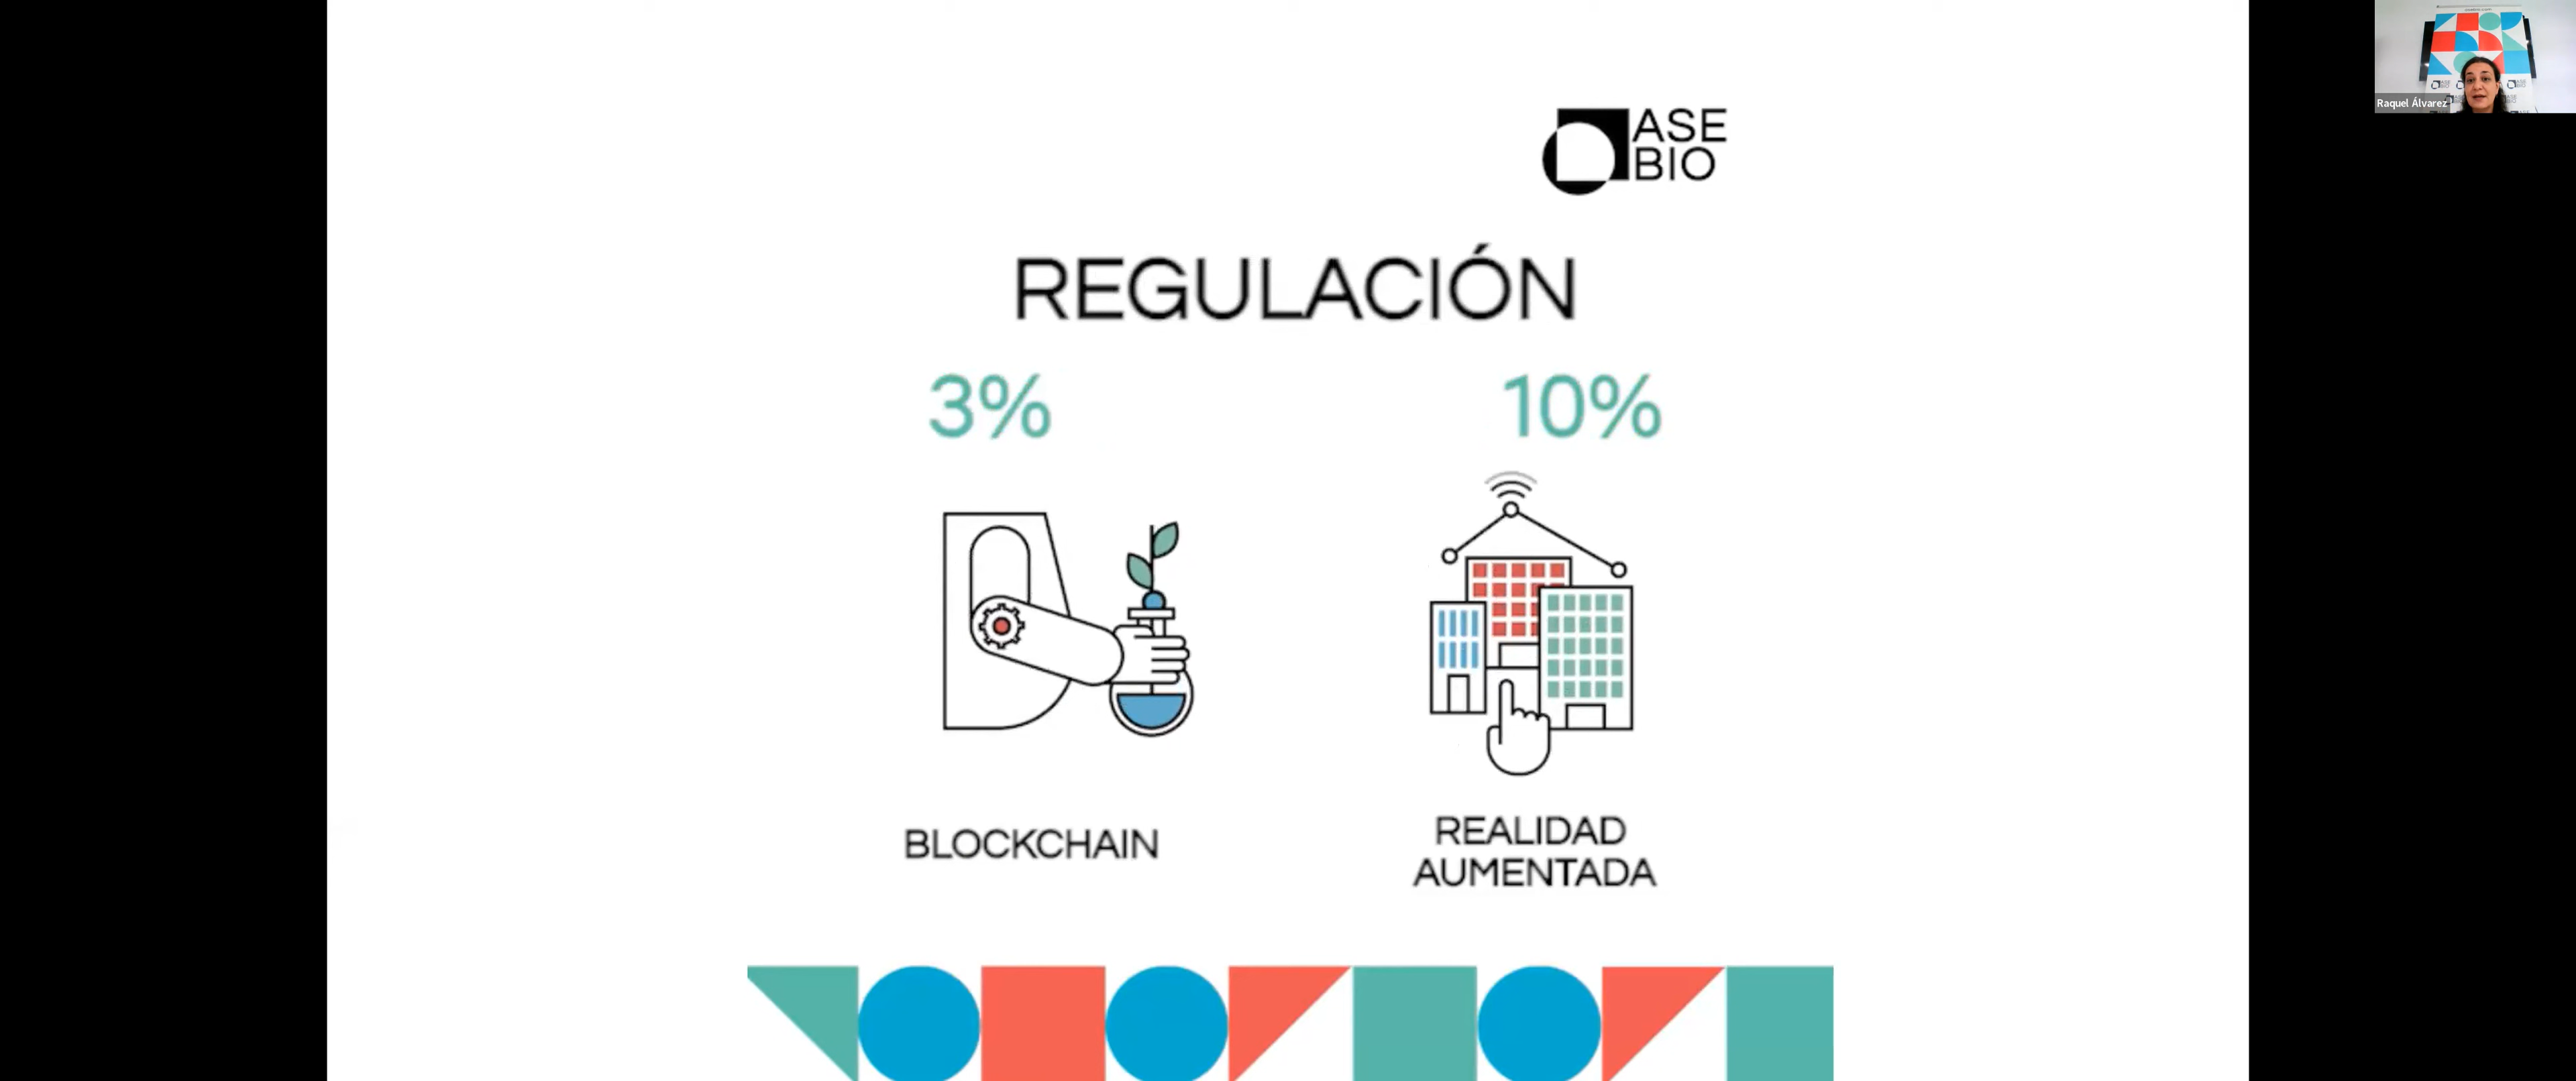 ASE
BIO
REGULACIÓN
3%
10%
BLOCKCHAIN
REALIDAD
AUMENTADA
Raquel Álvarez